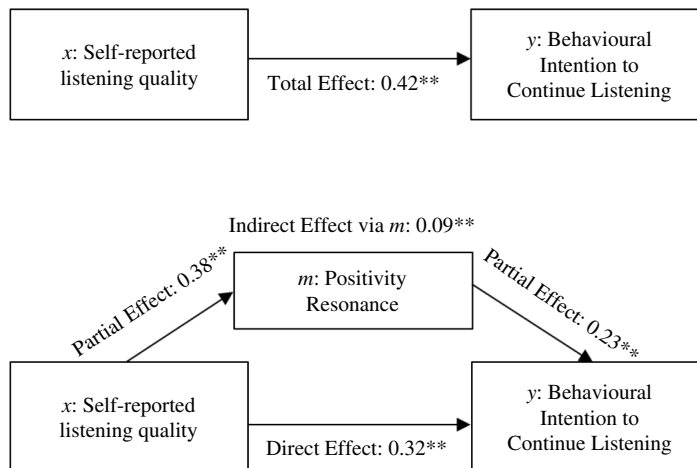 x: Self-reported
listening quality
Total Effect: 0.42**
y: Behavioural
Intention to
Continue Listening
Indirect Effect via m: 0.09**
Partial Effect: 0.38**
m: Positivity
Resonance
Partial Effect: 0.23**
x: Self-reported
listening quality
Direct Effect: 0.32**
y: Behavioural
Intention to
Continue Listening